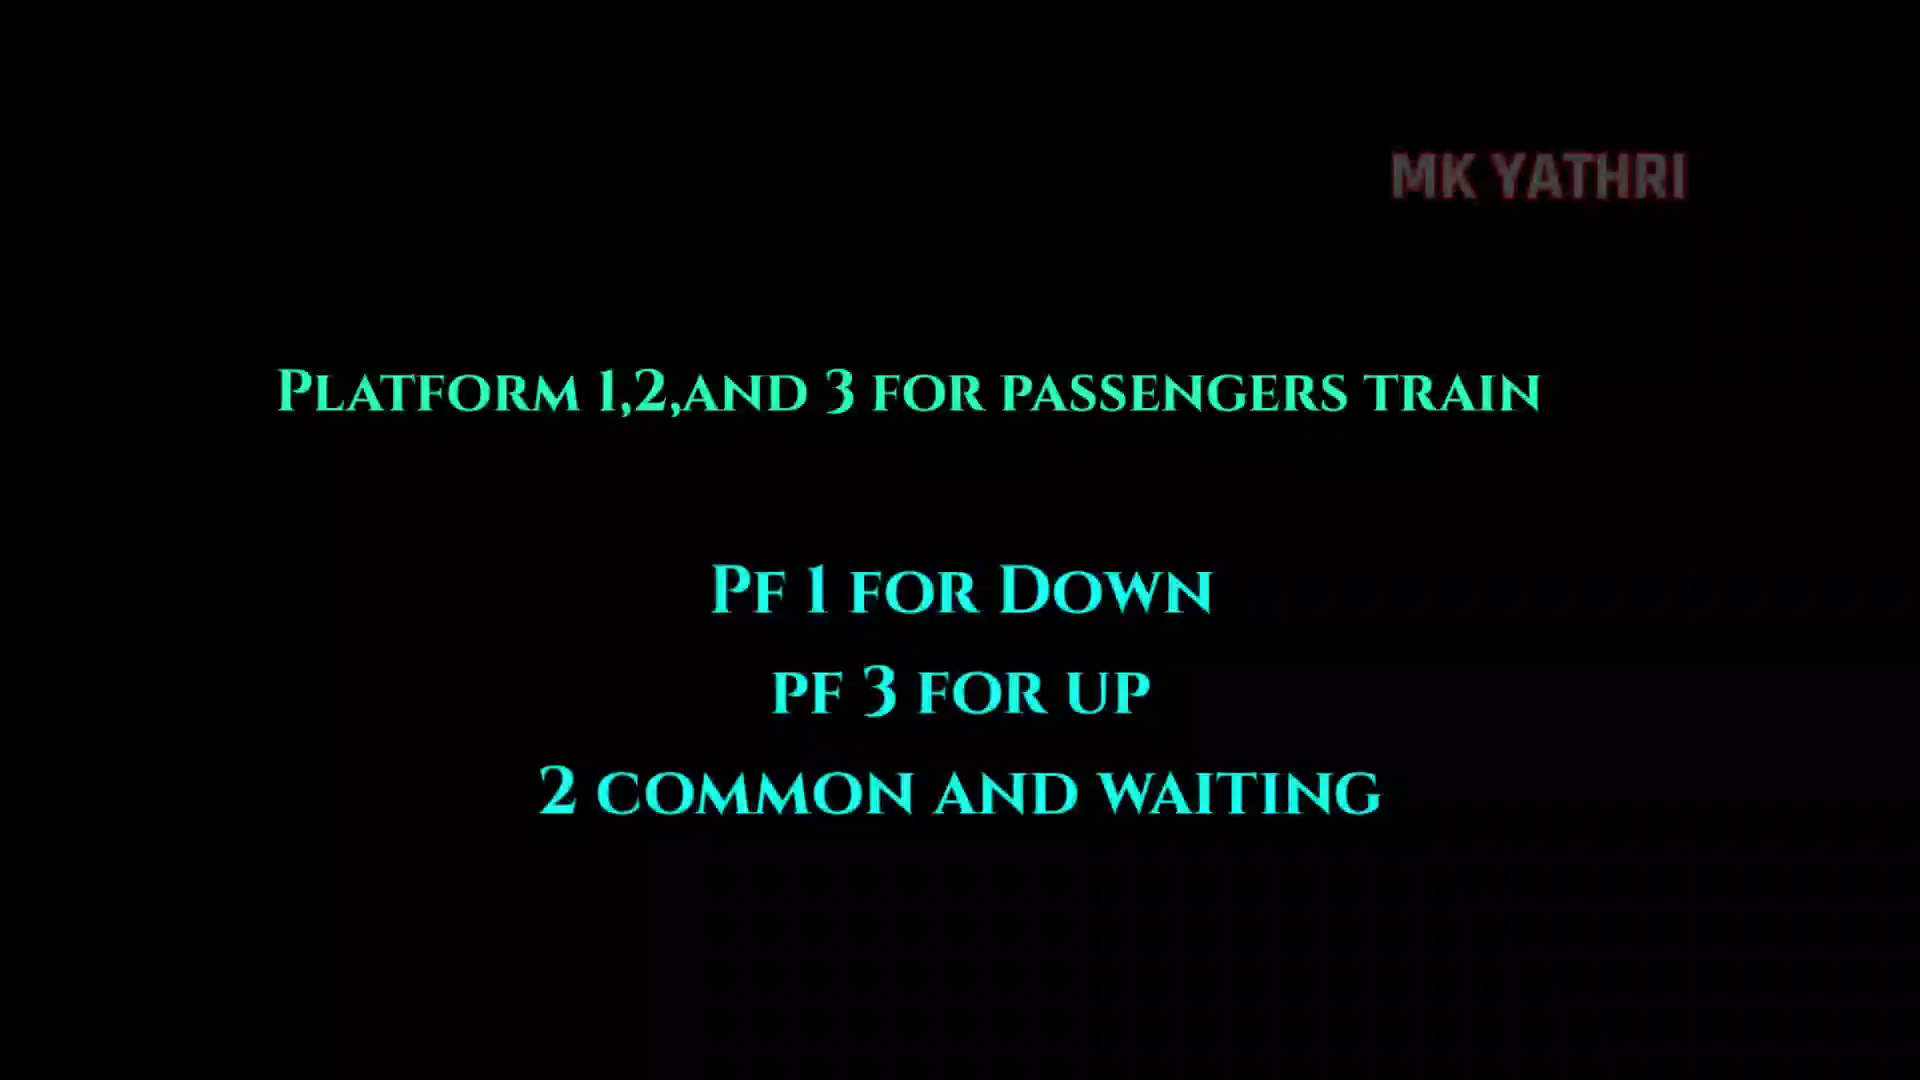 MK YATHRI
Platform 1,2,and 3 for passengers train
Pf 1 for Down
pf 3 for up
2 common and waiting